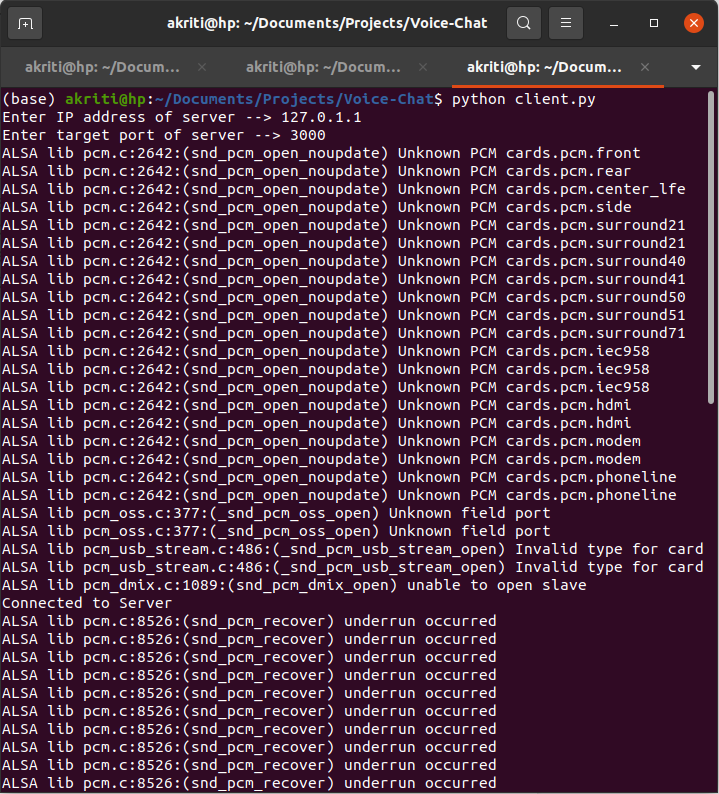 akriti@hp: ~/Documents/Projects/Voice-Chat
akriti@hp: ~/Docum...
akriti@hp: ~/Docum...
akriti@hp: ~/Docum...
(base) akriti@hp:~/Documents/Projects/Voice-Chat$ python client.py
Enter IP address of server --> 127.0.1.1
Enter target port of server --> 3000
ALSA lib pcm.c:2642:(snd_pcm_open_noupdate) Unknown PCM cards.pcm.front
ALSA lib pcm.c:2642:(snd_pcm_open_noupdate) Unknown PCM cards.pcm.rear
ALSA lib pcm.c:2642:(snd_pcm_open_noupdate) Unknown PCM cards.pcm.center_lfe
ALSA lib pcm.c:2642:(snd_pcm_open_noupdate) Unknown PCM cards.pcm.side
ALSA lib pcm.c:2642:(snd_pcm_open_noupdate) Unknown PCM cards.pcm.surround21
ALSA lib pcm.c:2642:(snd_pcm_open_noupdate) Unknown PCM cards.pcm.surround21
ALSA lib pcm.c:2642:(snd_pcm_open_noupdate) Unknown PCM cards.pcm.surround40
ALSA lib pcm.c:2642:(snd_pcm_open_noupdate) Unknown PCM cards.pcm.surround41
ALSA lib pcm.c:2642:(snd_pcm_open_noupdate) Unknown PCM cards.pcm.surround50
ALSA lib pcm.c:2642:(snd_pcm_open_noupdate) Unknown PCM cards.pcm.surround51
ALSA lib pcm.c:2642:(snd_pcm_open_noupdate) Unknown PCM cards.pcm.surround71
ALSA lib pcm.c:2642:(snd_pcm_open_noupdate) Unknown PCM cards.pcm.iec958
ALSA lib pcm.c:2642:(snd_pcm_open_noupdate) Unknown PCM cards.pcm.iec958
ALSA lib pcm.c:2642:(snd_pcm_open_noupdate) Unknown PCM cards.pcm.iec958
ALSA lib pcm.c:2642:(snd_pcm_open_noupdate) Unknown PCM cards.pcm.hdmi
ALSA lib pcm.c:2642:(snd_pcm_open_noupdate) Unknown PCM cards.pcm.hdmi
ALSA lib pcm.c:2642:(snd_pcm_open_noupdate) Unknown PCM cards.pcm.modem
ALSA lib pcm.c:2642:(snd_pcm_open_noupdate) Unknown PCM cards.pcm.modem
ALSA lib pcm.c:2642:(snd_pcm_open_noupdate) Unknown PCM cards.pcm.phoneline
ALSA lib pcm.c:2642:(snd_pcm_open_noupdate) Unknown PCM cards.pcm.phoneline
ALSA lib pcm_oss.c:377:(_snd_pcm_oss_open) Unknown field port
ALSA lib pcm_oss.c:377:(_snd_pcm_oss_open) Unknown field port
ALSA lib pcm_usb_stream.c:486:(_snd_pcm_usb_stream_open) Invalid type for card
ALSA lib pcm_usb_stream.c:486:(_snd_pcm_usb_stream_open) Invalid type for card
ALSA lib pcm_dmix.c:1089:(snd_pcm_dmix_open) unable to open slave
Connected to Server
ALSA lib pcm.c:8526:(snd_pcm_recover) underrun occurred
ALSA lib pcm.c:8526:(snd_pcm_recover) underrun occurred
ALSA lib pcm.c:8526:(snd_pcm_recover) underrun occurred
ALSA lib pcm.c:8526:(snd_pcm_recover) underrun occurred
ALSA lib pcm.c:8526:(snd_pcm_recover) underrun occurred
ALSA lib pcm.c:8526:(snd_pcm_recover) underrun occurred
ALSA lib pcm.c:8526:(snd_pcm_recover) underrun occurred
ALSA lib pcm.c:8526:(snd_pcm_recover) underrun occurred
ALSA lib pcm.c:8526:(snd_pcm_recover) underrun occurred
ALSA lib pcm.c:8526:(snd_pcm_recover) underrun occurred